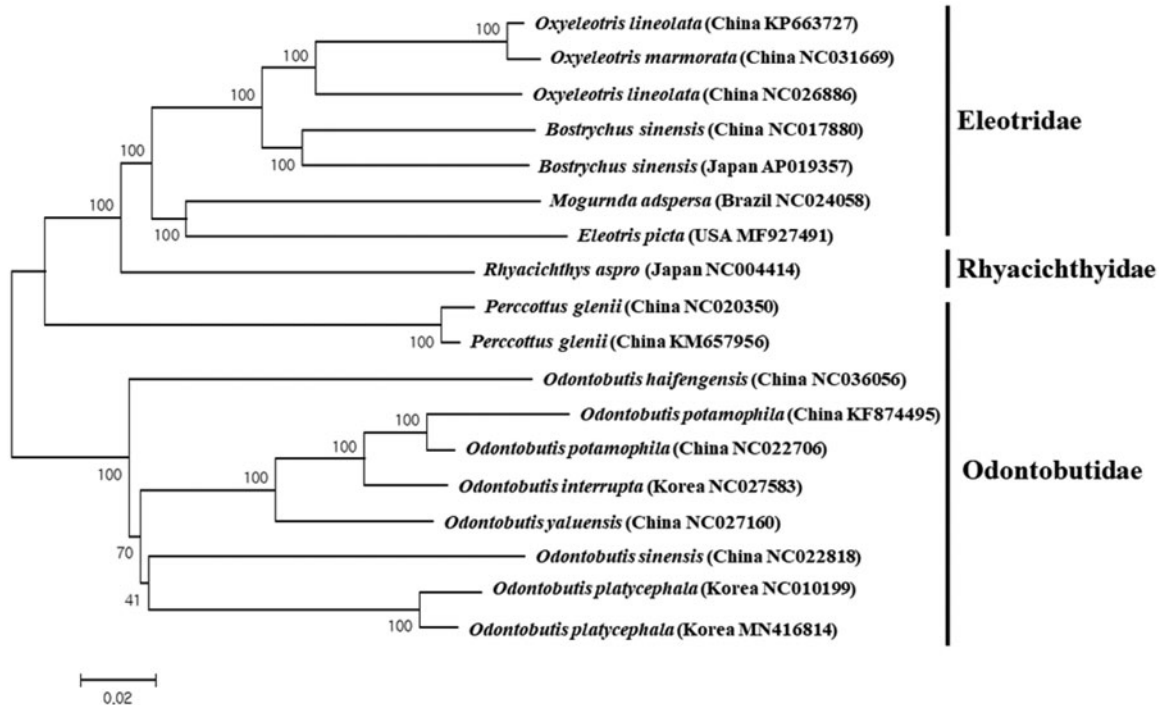 100
Oxyeleotris lineolata (China KP663727)
Oxyeleotris marmorata (China NC031669)
100
Oxyeleotris lineolata (China NC026886)
100
Bostrychus sinensis (China NC017880)
100
Bostrychus sinensis (Japan AP019357)
100
Mogurnda adspersa (Brazil NC024058)
100
Eleotris picta (USA MF927491)
Eleotridae
100
Rhyacichthys aspro (Japan NC004414)
Rhyacichthyidae
Perccottus glenii (China NC020350)
100
Perccottus glenii (China KM657956)
Odontobutis haifengensis (China NC036056)
100
Odontobutis potamophila (China KF874495)
Odontobutis potamophila (China NC022706)
100
Odontobutis interrupta (Korea NC027583)
100
Odontobutis yaluensis (China NC027160)
100
70
Odontobutis sinensis (China NC022818)
41
Odontobutis platycephala (Korea NC010199)
100
Odontobutis platycephala (Korea MN416814)
Odontobutidae
0.02